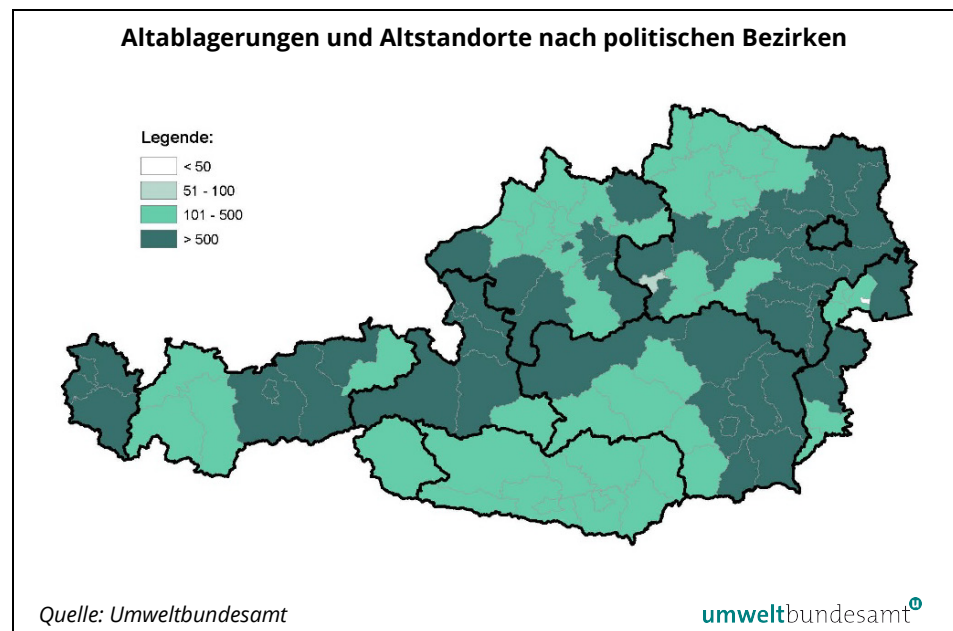 Altablagerungen und Altstandorte nach politischen Bezirken
Legende:
< 50
51 - 100
101 - 500
> 500
Quelle: Umweltbundesamt
umweltbundesamt U